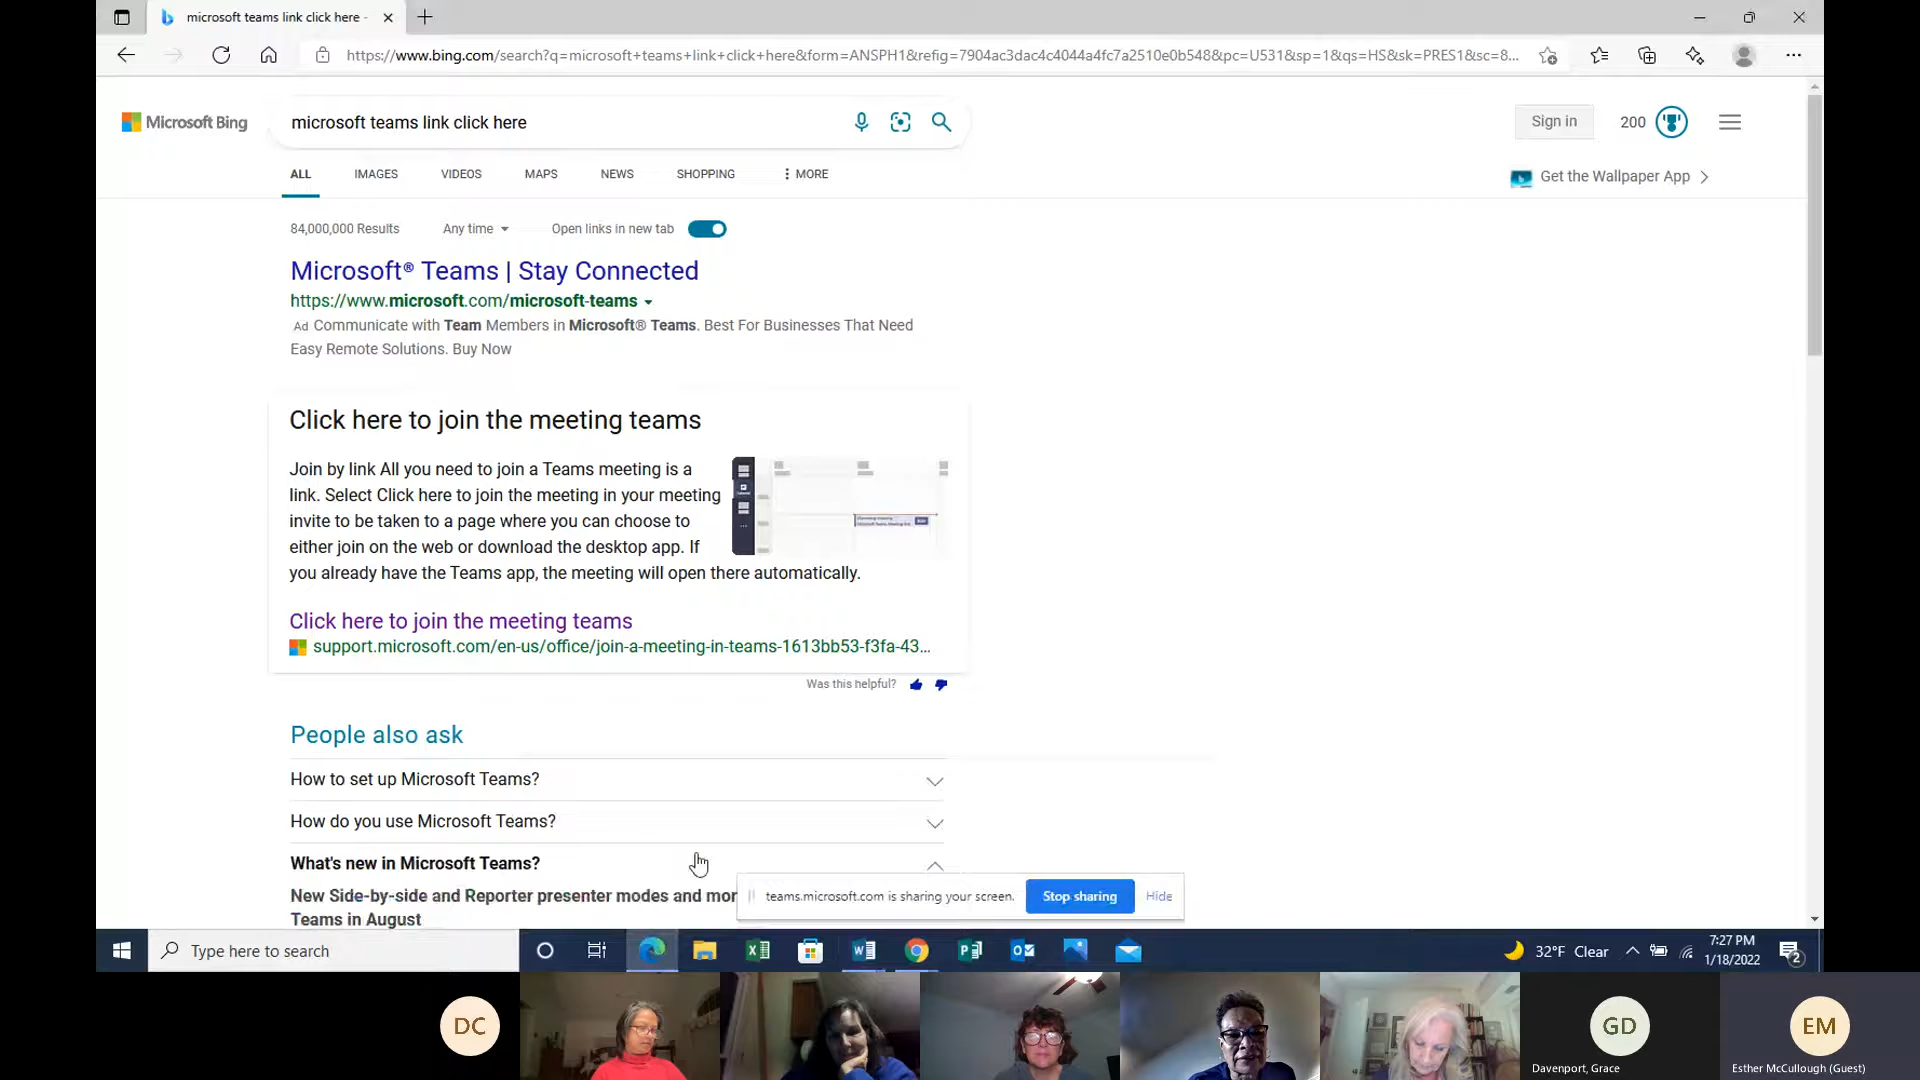 microsoft teams link click here -
https://www.bing.com/search?q=microsoft+teams+link+click+here&form=ANSPH1&refig=7904ac3dac4c4044a4fc7a2510e0b548&pc=U531&sp=1&qs=HS&sk=PRES1&sc=8...
Microsoft Bing
microsoft teams link click here
Sign in
200
ALL IMAGES VIDEOS MAPS NEWS SHOPPING MORE
Get the Wallpaper App
84,000,000 Results Any time Open links in new tab
Microsoft® Teams | Stay Connected
https://www.microsoft.com/microsoft-teams
Ad Communicate with Team Members in Microsoft® Teams. Best For Businesses That Need
Easy Remote Solutions. Buy Now
Click here to join the meeting teams
Join by link All you need to join a Teams meeting is a
link. Select Click here to join the meeting in your meeting
invite to be taken to a page where you can choose to
either join on the web or download the desktop app. If
you already have the Teams app, the meeting will open there automatically.
Click here to join the meeting teams
support.microsoft.com/en-us/office/join-a-meeting-in-teams-1613bb53-f3fa-43...
Was this helpful?
People also ask
How to set up Microsoft Teams?
How do you use Microsoft Teams?
What's new in Microsoft Teams?
New Side-by-side and Reporter presenter modes and mor
Teams in August
teams.microsoft.com is sharing your screen. Stop sharing Hide
Type here to search
32°F Clear
7:27 PM
1/18/2022
2
DC
GD
EM
Davenport, Grace
Esther McCullough (Guest)